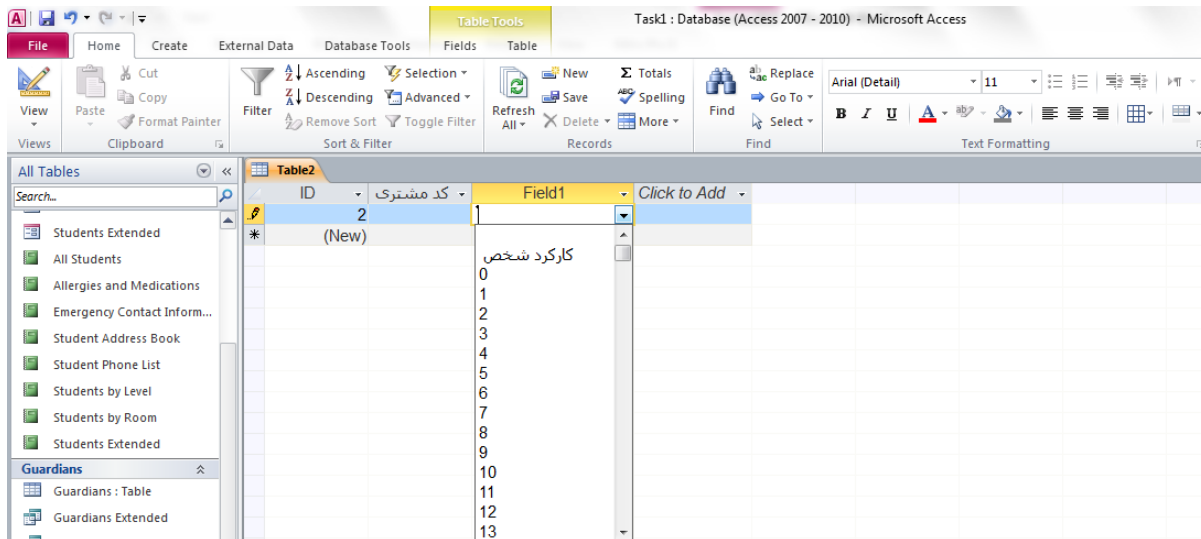 A
Table Tools
Task1 : Database (Access 2007 - 2010) - Microsoft Access
File Home Create External Data Database Tools Fields Table
View
Views
Paste
Cut
Copy
Format Painter
Clipboard
Filter
Ascending
Descending
Remove Sort
Selection
Advanced
Toggle Filter
Sort & Filter
Refresh
All
New
Save
Delete
Totals
Spelling
More
Records
Find
Replace
Go To
Select
Find
Arial (Detail) 11
B I U A
Text Formatting
All Tables
Search...
Students Extended
All Students
Allergies and Medications
Emergency Contact Inform...
Student Address Book
Student Phone List
Students by Level
Students by Room
Students Extended
Guardians
Guardians : Table
Guardians Extended
Table2
ID کد مشتری Field1 Click to Add
2
(New)
کارکرد شخص
0
1
2
3
4
5
6
7
8
9
10
11
12
13